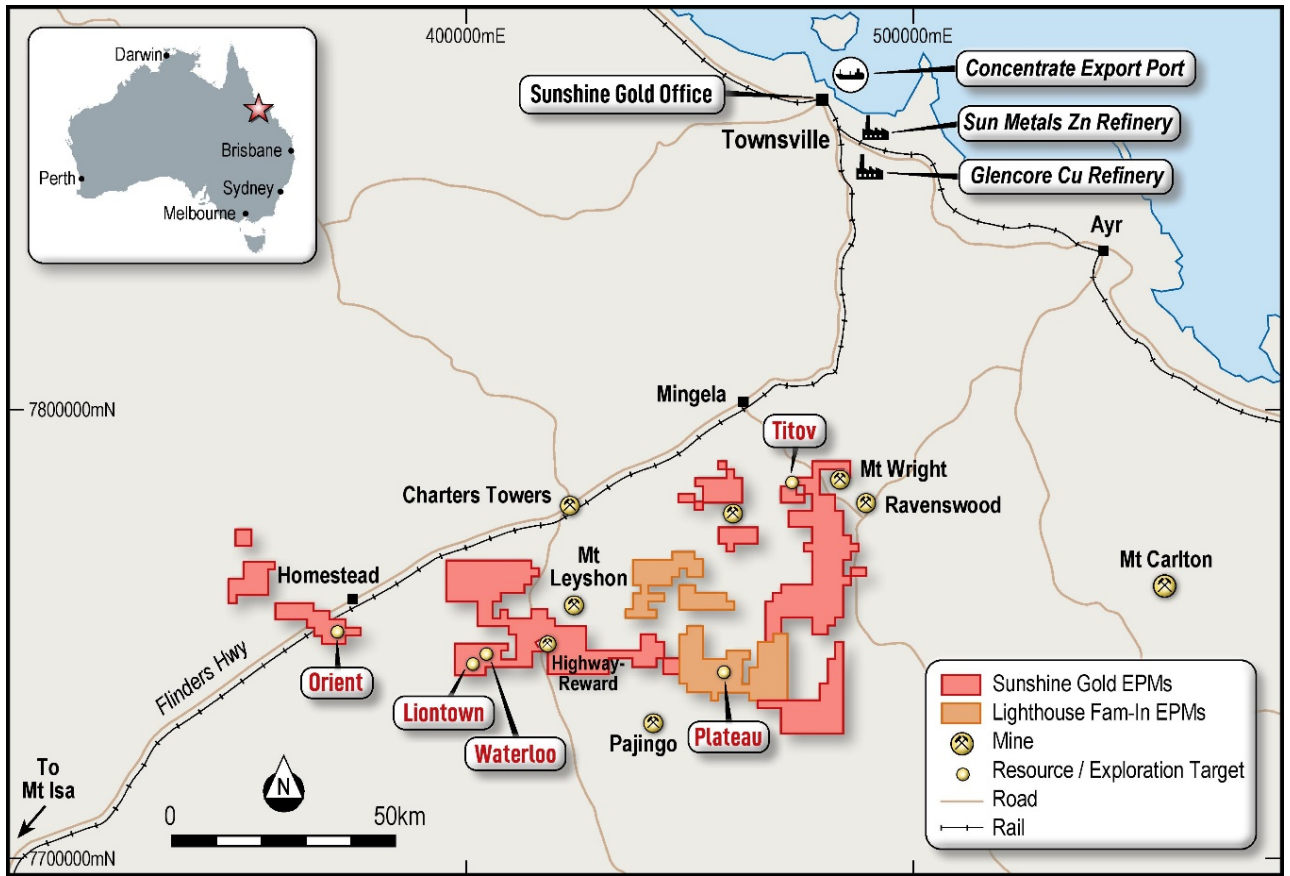 400000mE
500000mE
Darwin
Brisbane
Perth
Sydney
Melbourne
Concentrate Export Port
Sunshine Gold Office
Sun Metals Zn Refinery
Townsville
Glencore Cu Refinery
Ayr
7800000mN
Mingela
Titov
Mt Wright
Charters Towers
Ravenswood
Mt
Leyshon
Mt Carlton
Homestead
Orient
Highway-
Reward
Flinders Hwy
Liontown
Waterloo
Pajingo
Plateau
To
Mt Isa
N
0
50km
7700000mN
Sunshine Gold EPMs
Lighthouse Fam-In EPMs
Mine
Resource / Exploration Target
Road
Rail